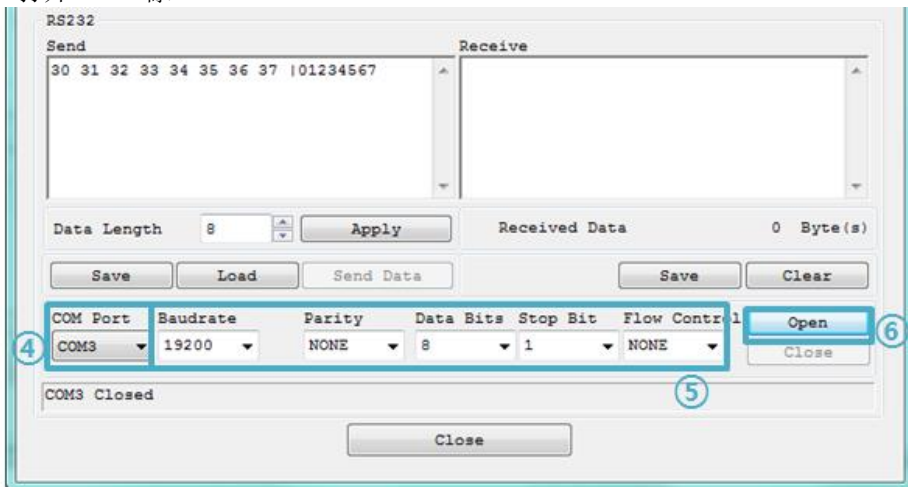 RS232
Send Receive
30 31 32 33 34 35 36 37 |01234567
Data Length 8 Apply Received Data 0 Byte(s)
Save Load Send Data Save Clear
COM Port Baudrate Parity Data Bits Stop Bit Flow Control Open
④ COM3 19200 NONE 8 1 NONE ⑥
Close
⑤
COM3 Closed
Close